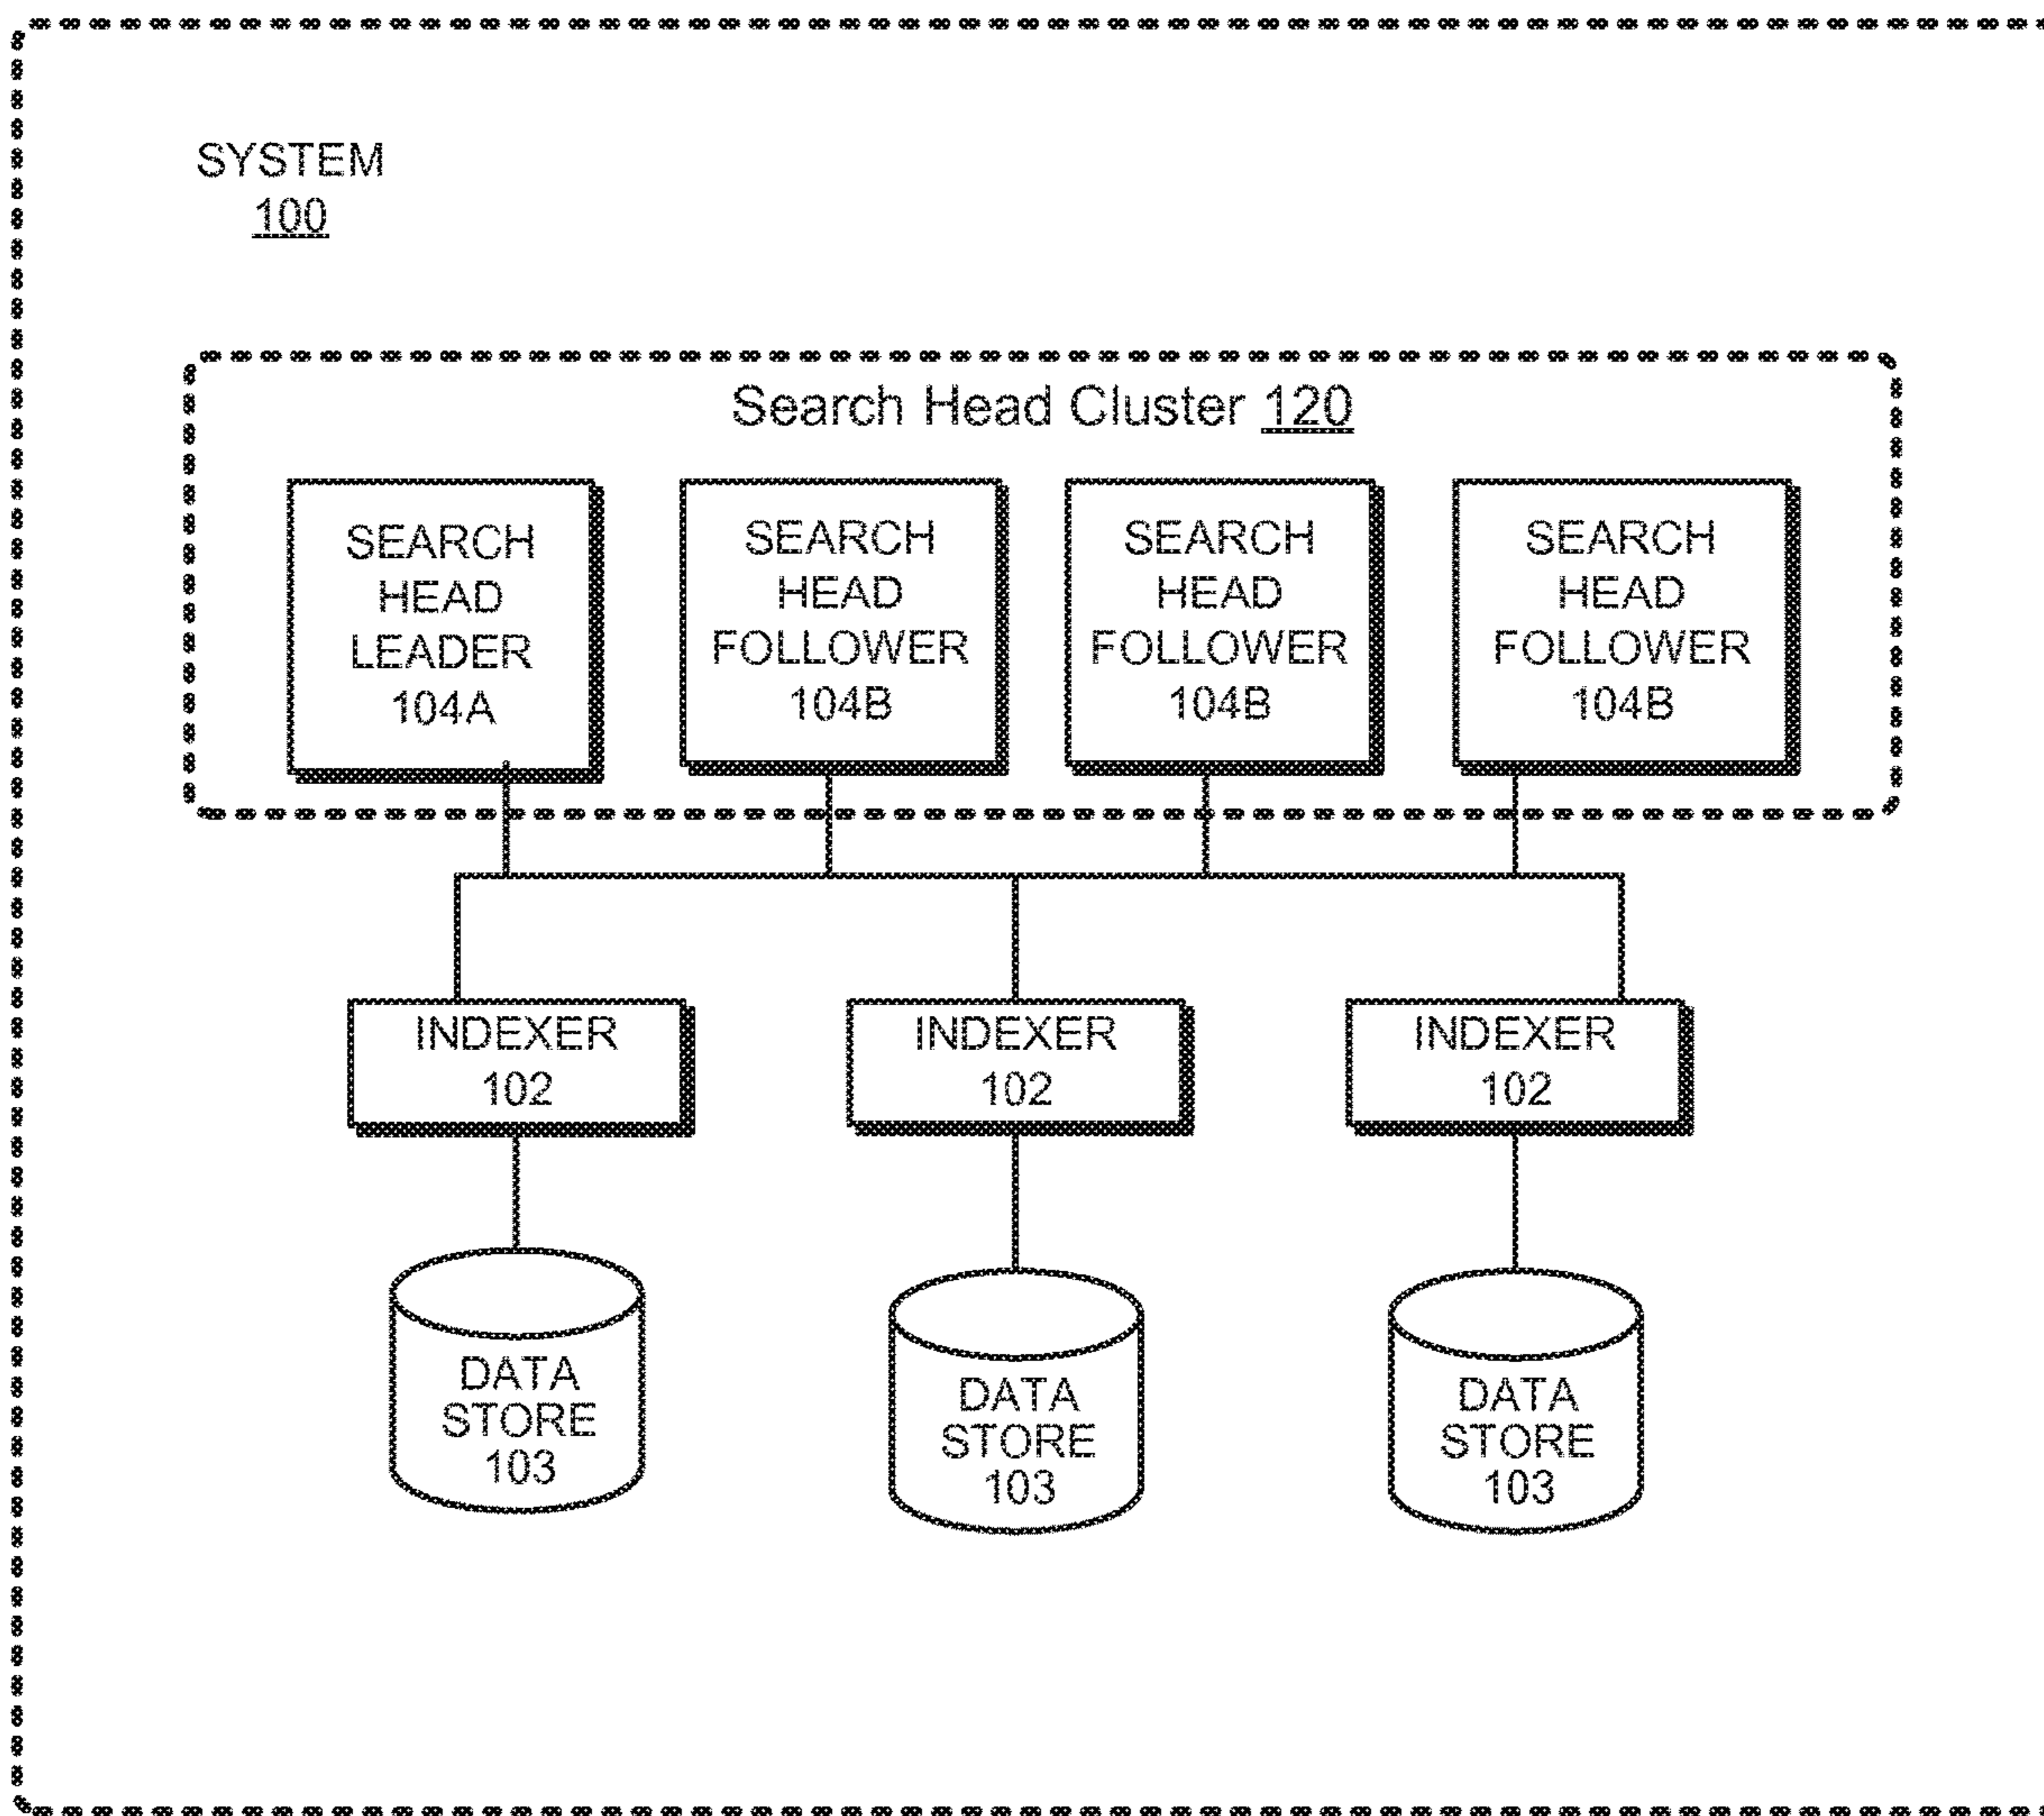 SYSTEM
100
Search Head Cluster 120
SEARCH
HEAD
LEADER
104A
SEARCH
HEAD
FOLLOWER
104B
SEARCH
HEAD
FOLLOWER
104B
SEARCH
HEAD
FOLLOWER
104B
INDEXER
102
INDEXER
102
INDEXER
102
DATA
STORE
103
DATA
STORE
103
DATA
STORE
103